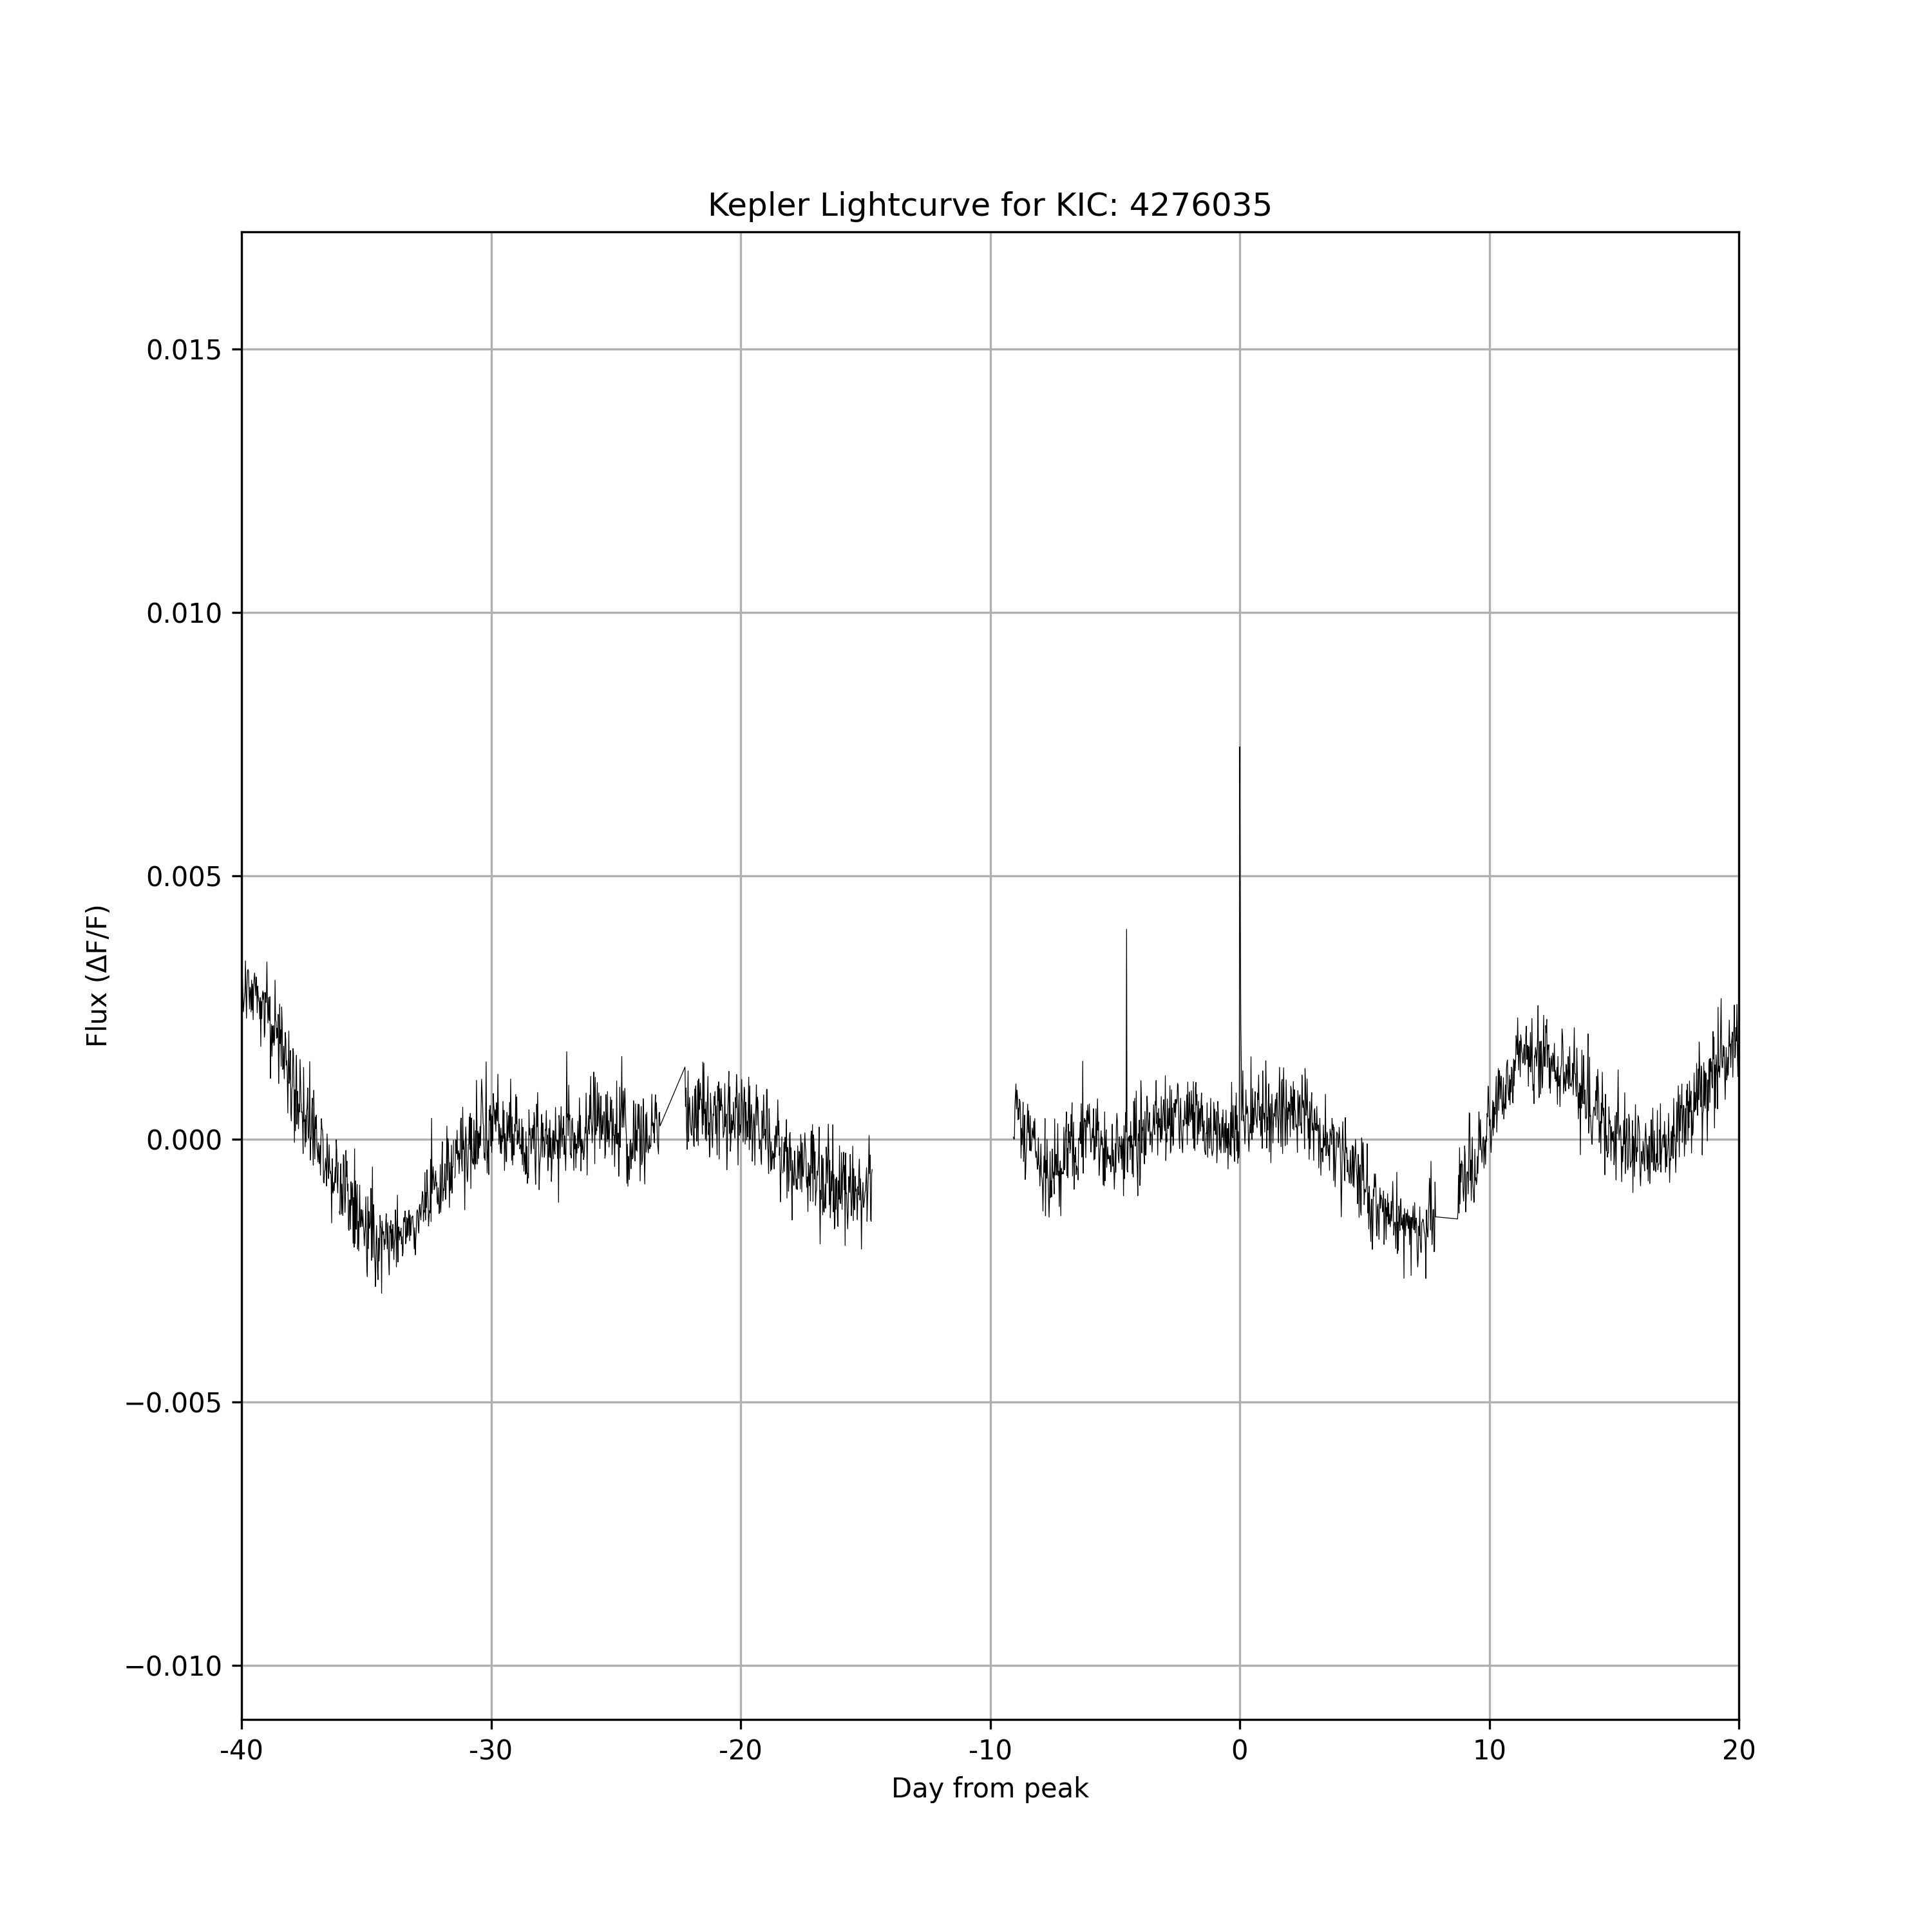 Kepler Lightcurve for KIC: 4276035
0.015
0.010
0.005
0.000
−0.005
−0.010
Flux (ΔF/F)
-40 -30 -20 -10 0 10 20
Day from peak